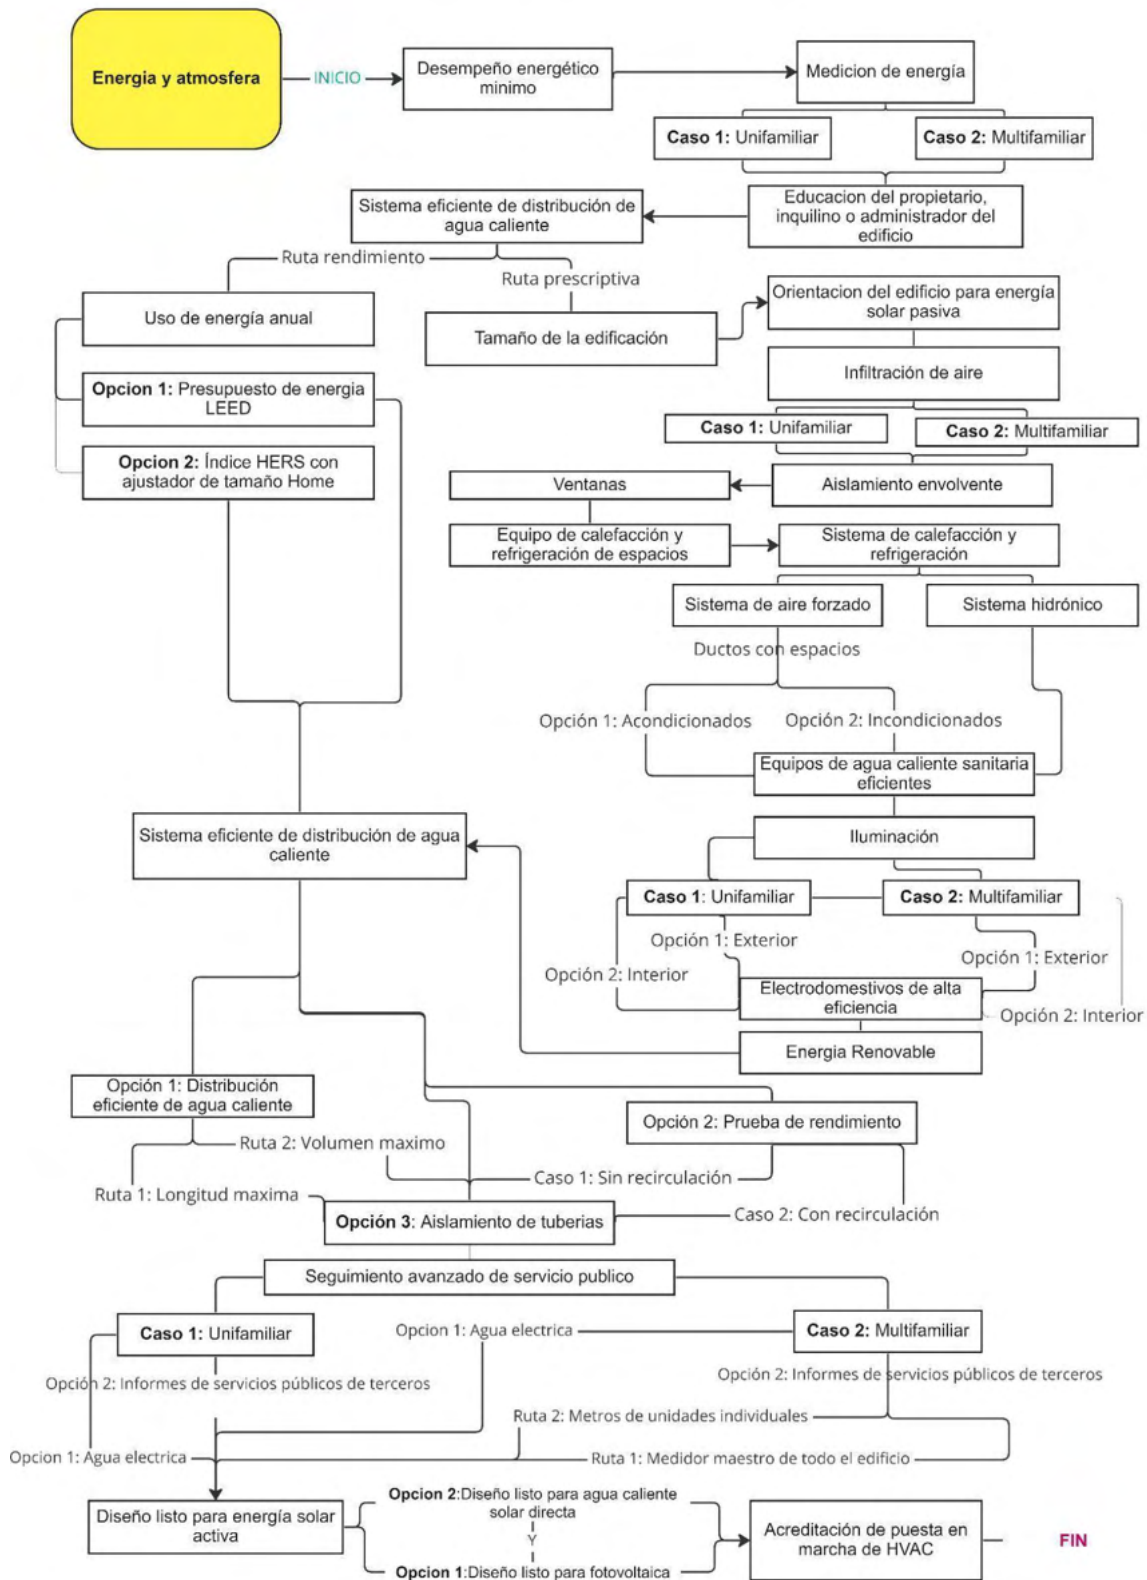 Energia y atmosfera
INICIO
Desempeño energético
minimo
Medicion de energía
Caso 1: Unifamiliar
Caso 2: Multifamiliar
Educacion del propietario,
inquilino o administrador del
edificio
Sistema eficiente de distribución de
agua caliente
Ruta rendimiento
Ruta prescriptiva
Uso de energía anual
Tamaño de la edificación
Orientacion del edificio para energía
solar pasiva
Infiltración de aire
Opcion 1: Presupuesto de energia
LEED
Caso 1: Unifamiliar
Caso 2: Multifamiliar
Opcion 2: Índice HERS con
ajustador de tamaño Home
Ventanas
Aislamiento envolvente
Equipo de calefacción y
refrigeración de espacios
Sistema de calefacción y
refrigeración
Sistema de aire forzado
Sistema hidrónico
Ductos con espacios
Opción 1: Acondicionados
Opción 2: Incondicionados
Equipos de agua caliente sanitaria
eficientes
Sistema eficiente de distribución de agua
caliente
Iluminación
Caso 1: Unifamiliar
Caso 2: Multifamiliar
Opción 1: Exterior
Opción 2: Interior
Opción 1: Exterior
Opción 2: Interior
Electrodomestivos de alta
eficiencia
Energia Renovable
Opción 1: Distribución
eficiente de agua caliente
Opción 2: Prueba de rendimiento
Ruta 2: Volumen maximo
Caso 1: Sin recirculación
Ruta 1: Longitud maxima
Opción 3: Aislamiento de tuberias
Caso 2: Con recirculación
Seguimiento avanzado de servicio publico
Caso 1: Unifamiliar
Opcion 1: Agua electrica
Caso 2: Multifamiliar
Opción 2: Informes de servicios públicos de terceros
Opción 2: Informes de servicios públicos de terceros
Ruta 2: Metros de unidades individuales
Opcion 1: Agua electrica
Ruta 1: Medidor maestro de todo el edificio
Diseño listo para energía solar
activa
Opcion 2:Diseño listo para agua caliente
solar directa
Y
Opcion 1:Diseño listo para fotovoltaica
Acreditación de puesta en
marcha de HVAC
FIN